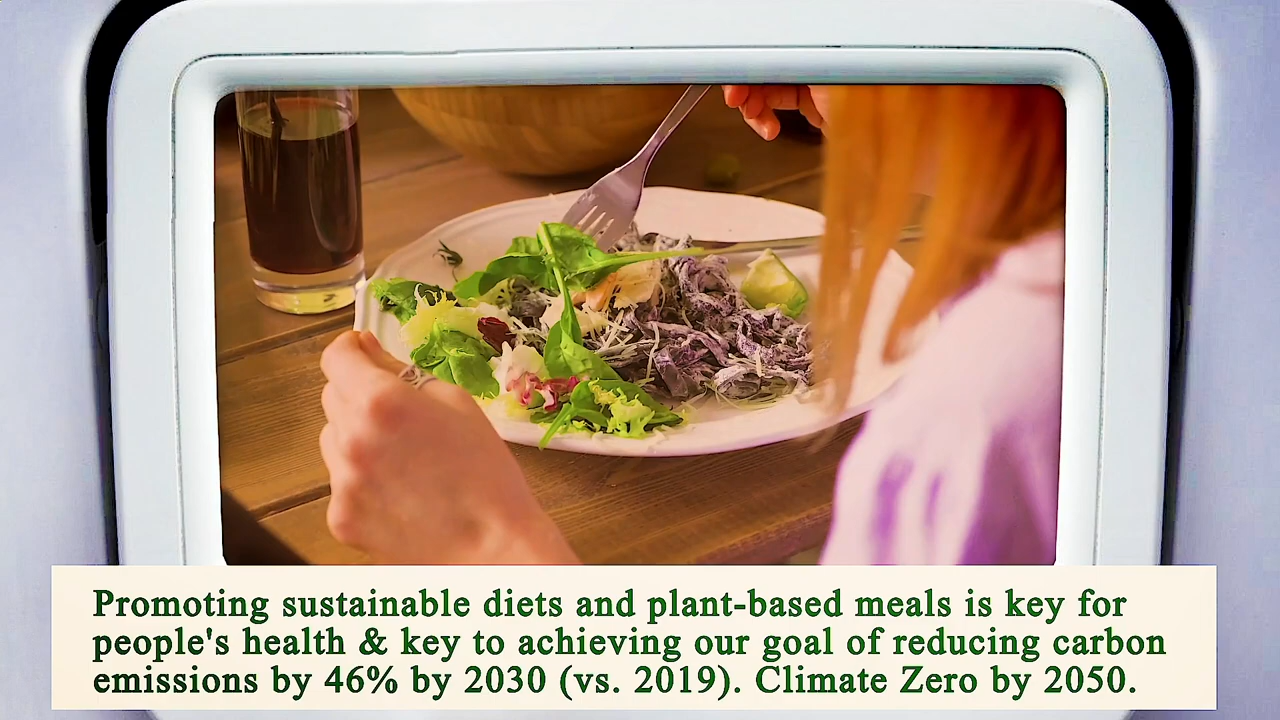 Promoting sustainable diets and plant-based meals is key for
people's health & key to achieving our goal of reducing carbon
emissions by 46% by 2030 (vs. 2019). Climate Zero by 2050.